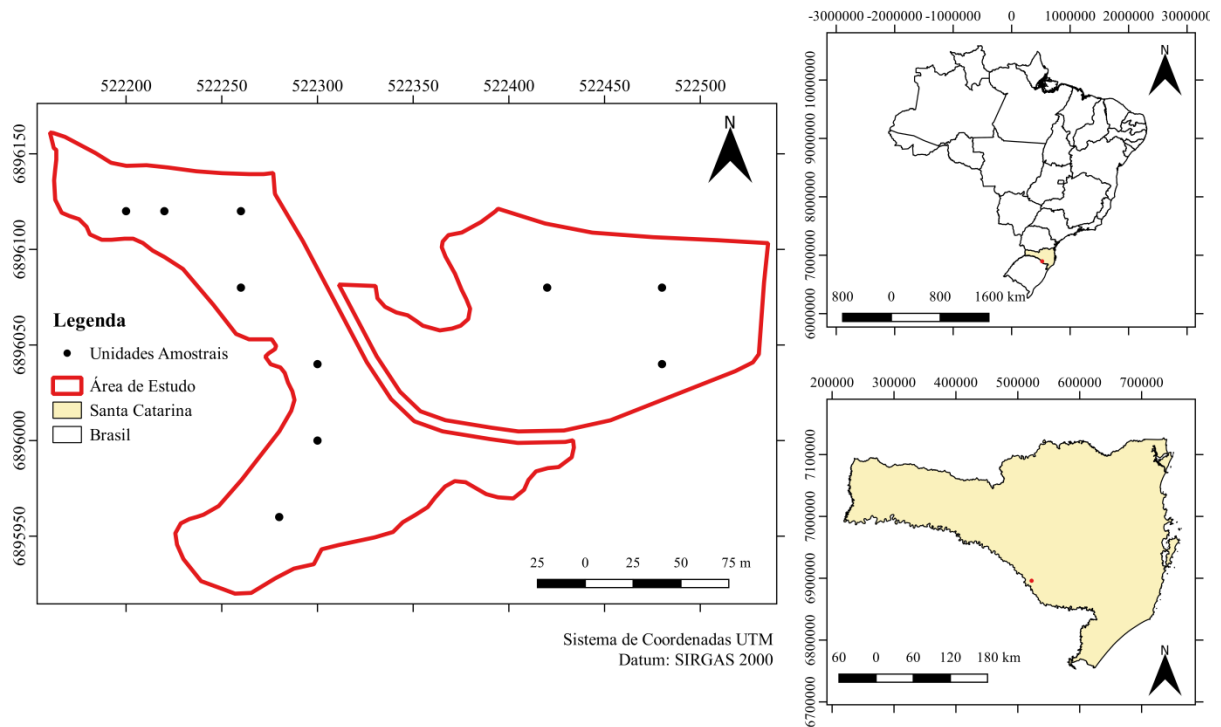 522200 522260 522300 522350 522400 522450 522500
N
6896150
6896100
6896050
6896000
6895950
Legenda
Unidades Amostrais
Área de Estudo
Santa Catarina
Brasil
25 0 25 50 75 m
Sistema de Coordenadas UTM
Datum: SIRGAS 2000
-3000000 -1000000 0 1000000 2000000 3000000
N
10000000
9000000
8000000
7000000
6000000
800 0 800 1600 km
200000 300000 400000 500000 600000 700000
7100000
7000000
6900000
6800000
6700000
60 0 60 120 180 km
N